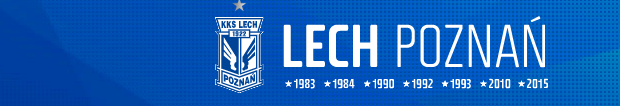 KKS LECH
1922
POZNAŃ
LECH POZNAŃ
★1983 ★1984 ★1990 ★1992 ★1993 ★2010 ★2015